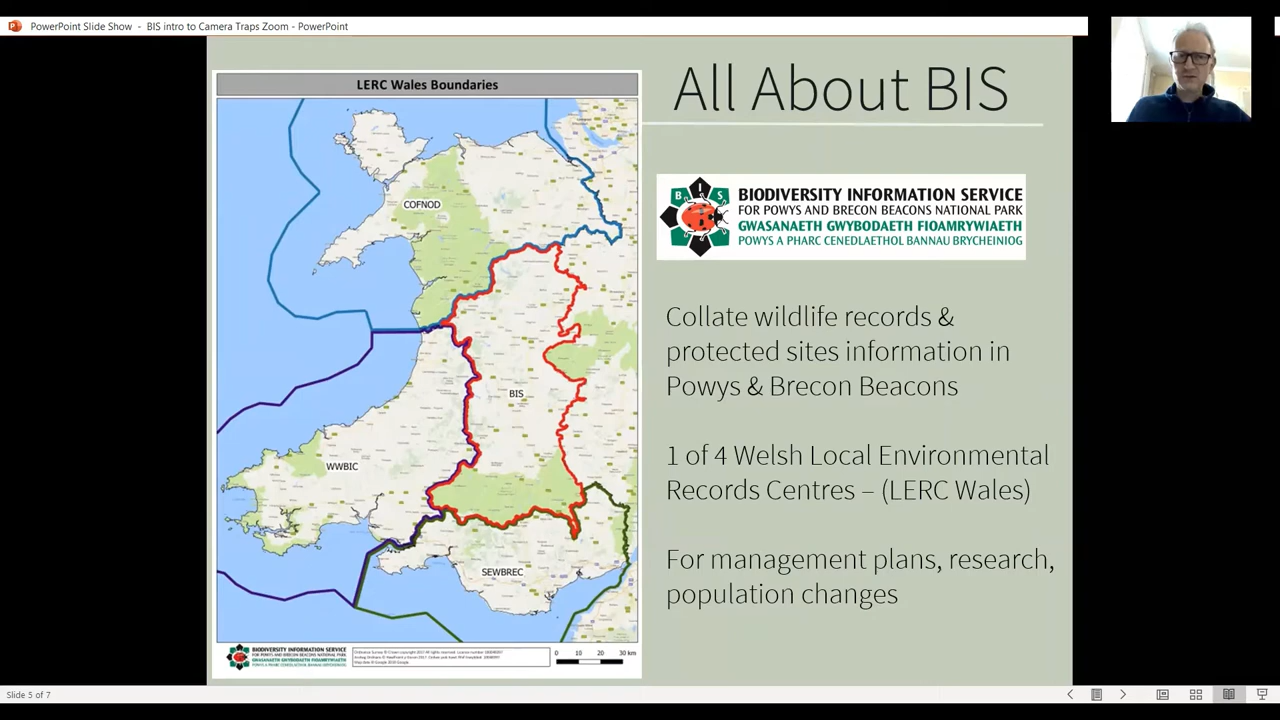 PowerPoint Slide Show - BIS intro to Camera Traps Zoom - PowerPoint
LERC Wales Boundaries
COFNOD
BIS
WWBIC
SEWBREC
BIODIVERSITY INFORMATION SERVICE
0 10 20 30 km
All About BIS
B I S
BIODIVERSITY INFORMATION SERVICE
FOR POWYS AND BRECON BEACONS NATIONAL PARK
GWASANAETH GWYBODAETH FIOAMRYWIAETH
POWYS A PHARC CENEDLAETHOL BANNAU BRYCHEINIOG
Collate wildlife records &
protected sites information in
Powys & Brecon Beacons
1 of 4 Welsh Local Environmental
Records Centres – (LERC Wales)
For management plans, research,
population changes
Slide 5 of 7